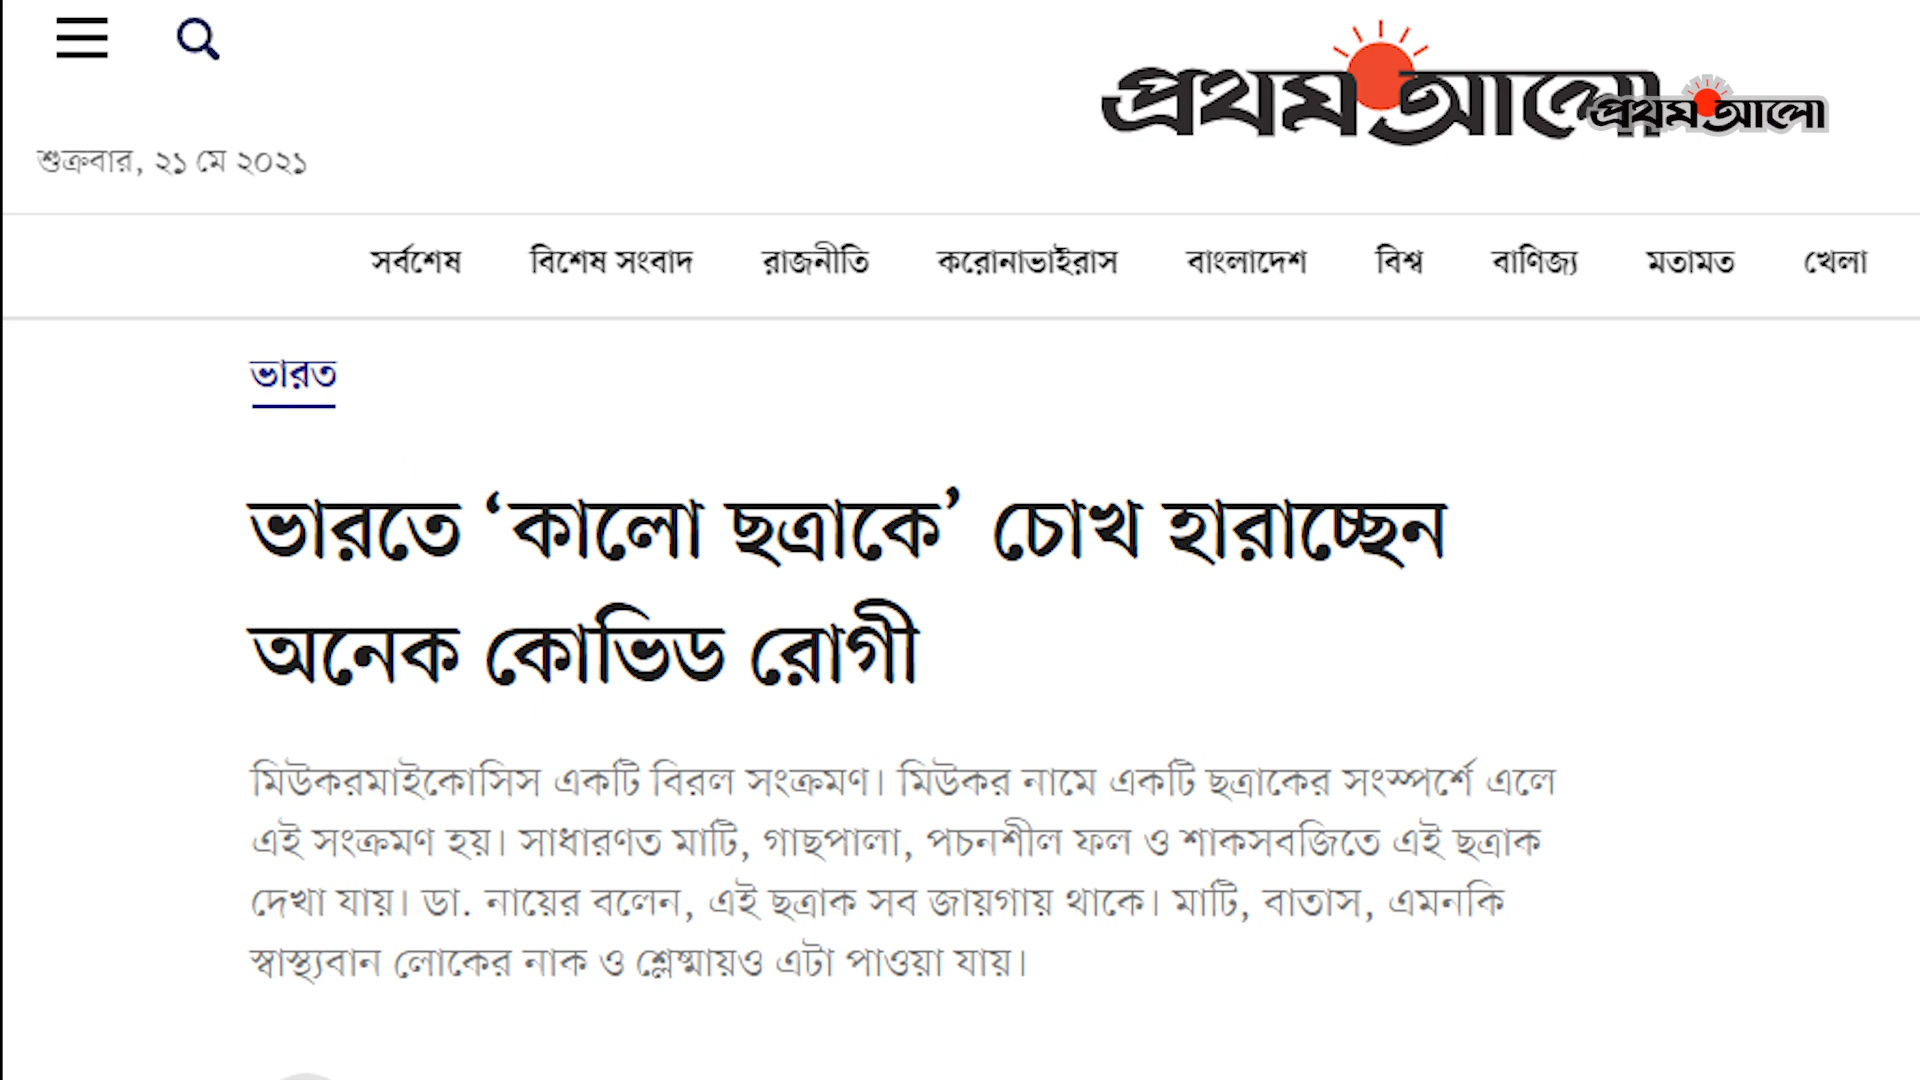 প্রথম আলো
প্রথম আলো
শুক্রবার, ২১ মে ২০২১
সর্বশেষ বিশেষ সংবাদ রাজনীতি করোনাভাইরাস বাংলাদেশ বিশ্ব বাণিজ্য মতামত খেলা
ভারত
ভারতে ‘কালো ছত্রাকে’ চোখ হারাচ্ছেন
অনেক কোভিড রোগী
মিউকরমাইকোসিস একটি বিরল সংক্রমণ। মিউকর নামে একটি ছত্রাকের সংস্পর্শে এলে
এই সংক্রমণ হয়। সাধারণত মাটি, গাছপালা, পচনশীল ফল ও শাকসবজিতে এই ছত্রাক
দেখা যায়। ডা. নায়ের বলেন, এই ছত্রাক সব জায়গায় থাকে। মাটি, বাতাস, এমনকি
স্বাস্থ্যবান লোকের নাক ও শ্লেষ্মায়ও এটা পাওয়া যায়।